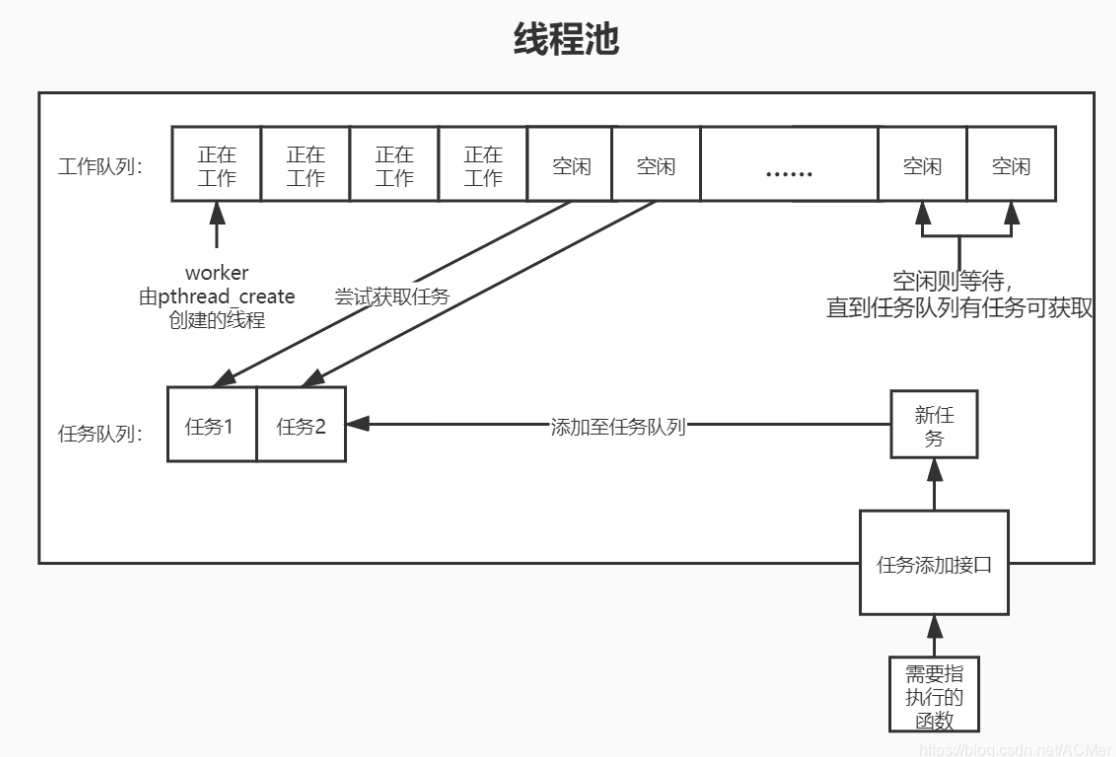 线程池
工作队列：
正在
工作
正在
工作
正在
工作
正在
工作
空闲
空闲
......
空闲
空闲
worker
由pthread_create
创建的线程
尝试获取任务
空闲则等待，
直到任务队列有任务可获取
任务队列：
任务1
任务2
添加至任务队列
新任
务
任务添加接口
需要指
执行的
函数
https://blog.csdn.net/ACMer